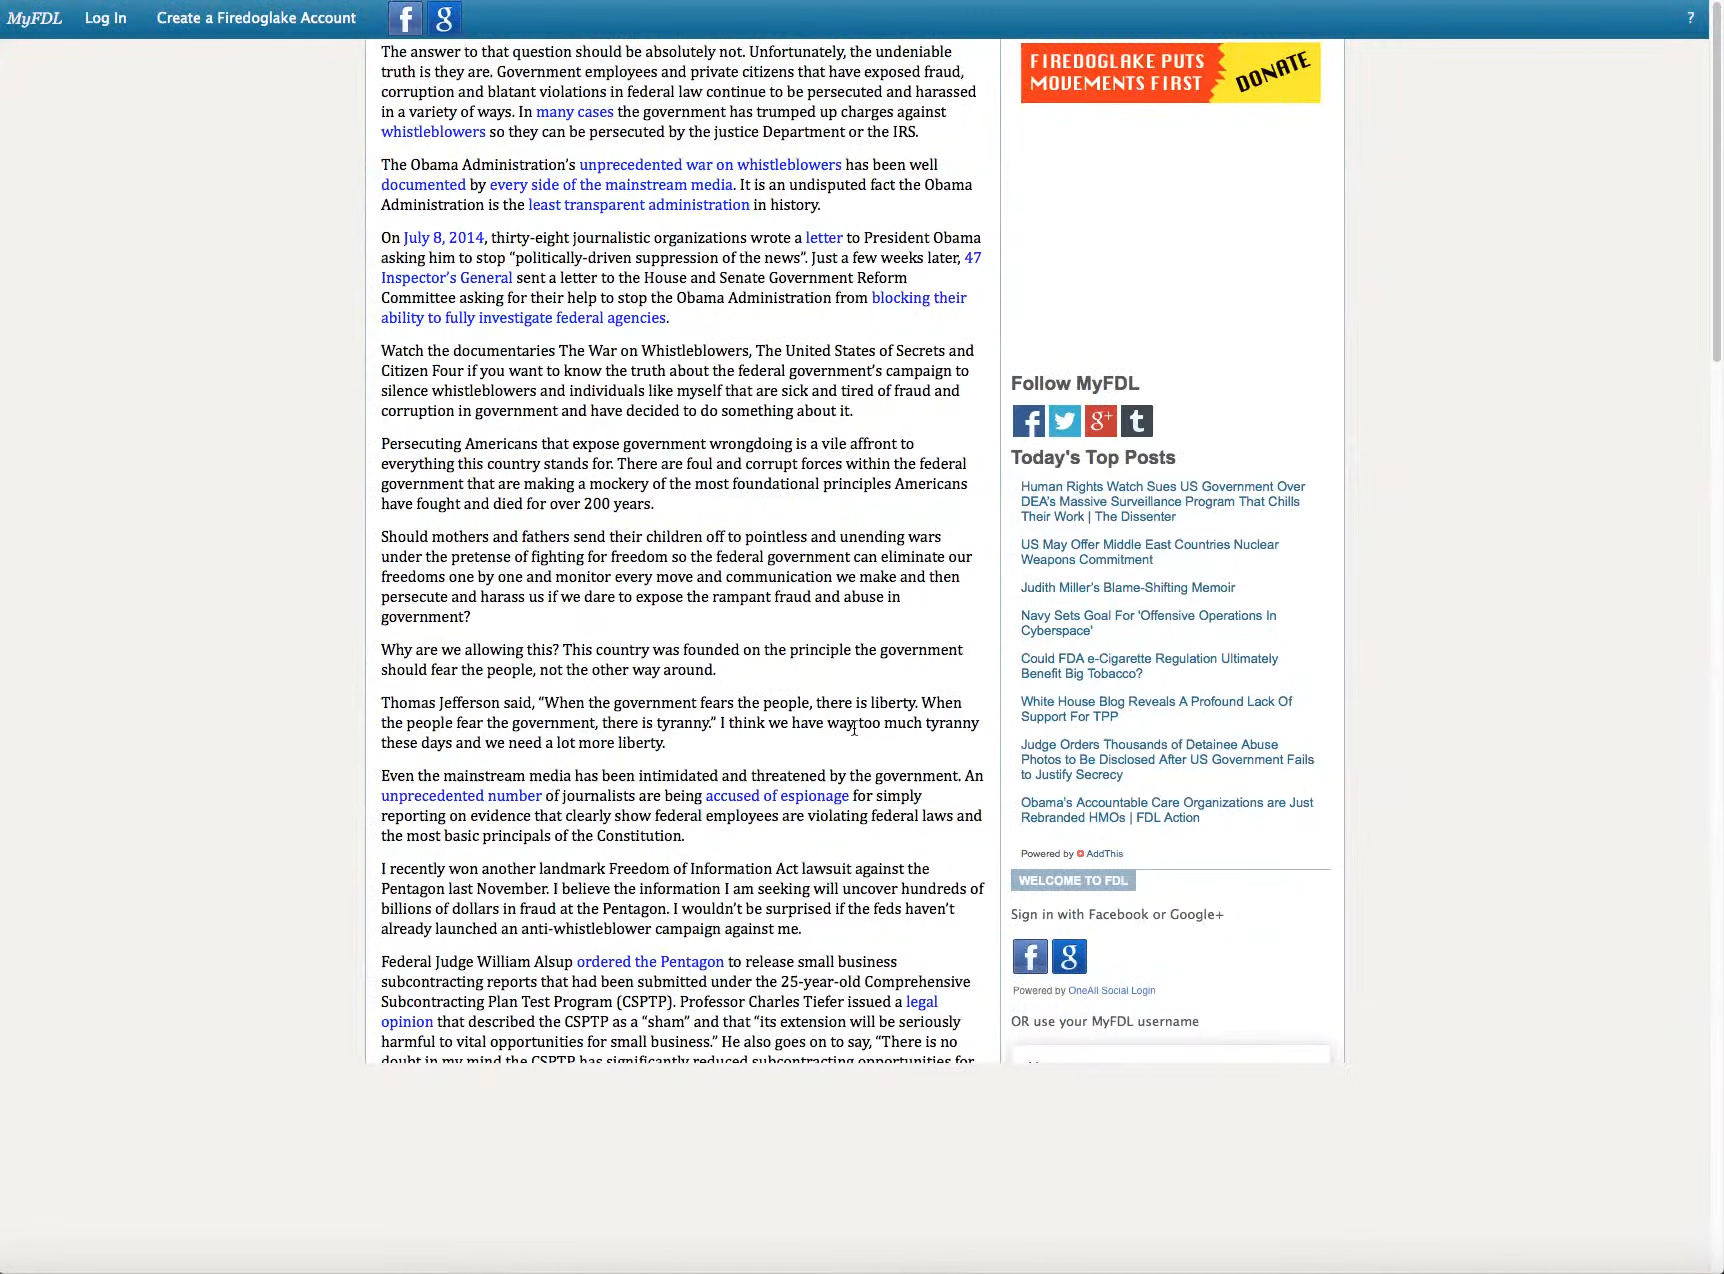 MyFDL Log In Create a Firedoglake Account ?
The answer to that question should be absolutely not. Unfortunately, the undeniable
truth is they are. Government employees and private citizens that have exposed fraud,
corruption and blatant violations in federal law continue to be persecuted and harassed
in a variety of ways. In many cases the government has trumped up charges against
whistleblowers so they can be persecuted by the justice Department or the IRS.
The Obama Administration's unprecedented war on whistleblowers has been well
documented by every side of the mainstream media. It is an undisputed fact the Obama
Administration is the least transparent administration in history.
On July 8, 2014, thirty-eight journalistic organizations wrote a letter to President Obama
asking him to stop “politically-driven suppression of the news”. Just a few weeks later, 47
Inspector's General sent a letter to the House and Senate Government Reform
Committee asking for their help to stop the Obama Administration from blocking their
ability to fully investigate federal agencies.
Watch the documentaries The War on Whistleblowers, The United States of Secrets and
Citizen Four if you want to know the truth about the federal government's campaign to
silence whistleblowers and individuals like myself that are sick and tired of fraud and
corruption in government and have decided to do something about it.
Persecuting Americans that expose government wrongdoing is a vile affront to
everything this country stands for. There are foul and corrupt forces within the federal
government that are making a mockery of the most foundational principles Americans
have fought and died for over 200 years.
Should mothers and fathers send their children off to pointless and unending wars
under the pretense of fighting for freedom so the federal government can eliminate our
freedoms one by one and monitor every move and communication we make and then
persecute and harass us if we dare to expose the rampant fraud and abuse in
government?
Why are we allowing this? This country was founded on the principle the government
should fear the people, not the other way around.
Thomas Jefferson said, “When the government fears the people, there is liberty. When
the people fear the government, there is tyranny.” I think we have way too much tyranny
these days and we need a lot more liberty.
Even the mainstream media has been intimidated and threatened by the government. An
unprecedented number of journalists are being accused of espionage for simply
reporting on evidence that clearly show federal employees are violating federal laws and
the most basic principals of the Constitution.
I recently won another landmark Freedom of Information Act lawsuit against the
Pentagon last November. I believe the information I am seeking will uncover hundreds of
billions of dollars in fraud at the Pentagon. I wouldn't be surprised if the feds haven't
already launched an anti-whistleblower campaign against me.
Federal Judge William Alsup ordered the Pentagon to release small business
subcontracting reports that had been submitted under the 25-year-old Comprehensive
Subcontracting Plan Test Program (CSPTP). Professor Charles Tiefer issued a legal
opinion that described the CSPTP as a “sham” and that “its extension will be seriously
harmful to vital opportunities for small business.” He also goes on to say, “There is no
doubt in my mind the CSPTP has significantly reduced subcontracting opportunities for
FIREDOGLAKE PUTS
MOVEMENTS FIRST
DONATE
Follow MyFDL
Today's Top Posts
Human Rights Watch Sues US Government Over
DEA's Massive Surveillance Program That Chills
Their Work | The Dissenter
US May Offer Middle East Countries Nuclear
Weapons Commitment
Judith Miller's Blame-Shifting Memoir
Navy Sets Goal For 'Offensive Operations In
Cyberspace'
Could FDA e-Cigarette Regulation Ultimately
Benefit Big Tobacco?
White House Blog Reveals A Profound Lack Of
Support For TPP
Judge Orders Thousands of Detainee Abuse
Photos to Be Disclosed After US Government Fails
to Justify Secrecy
Obama's Accountable Care Organizations are Just
Rebranded HMOs | FDL Action
Powered by AddThis
WELCOME TO FDL
Sign in with Facebook or Google+
Powered by OneAll Social Login
OR use your MyFDL username